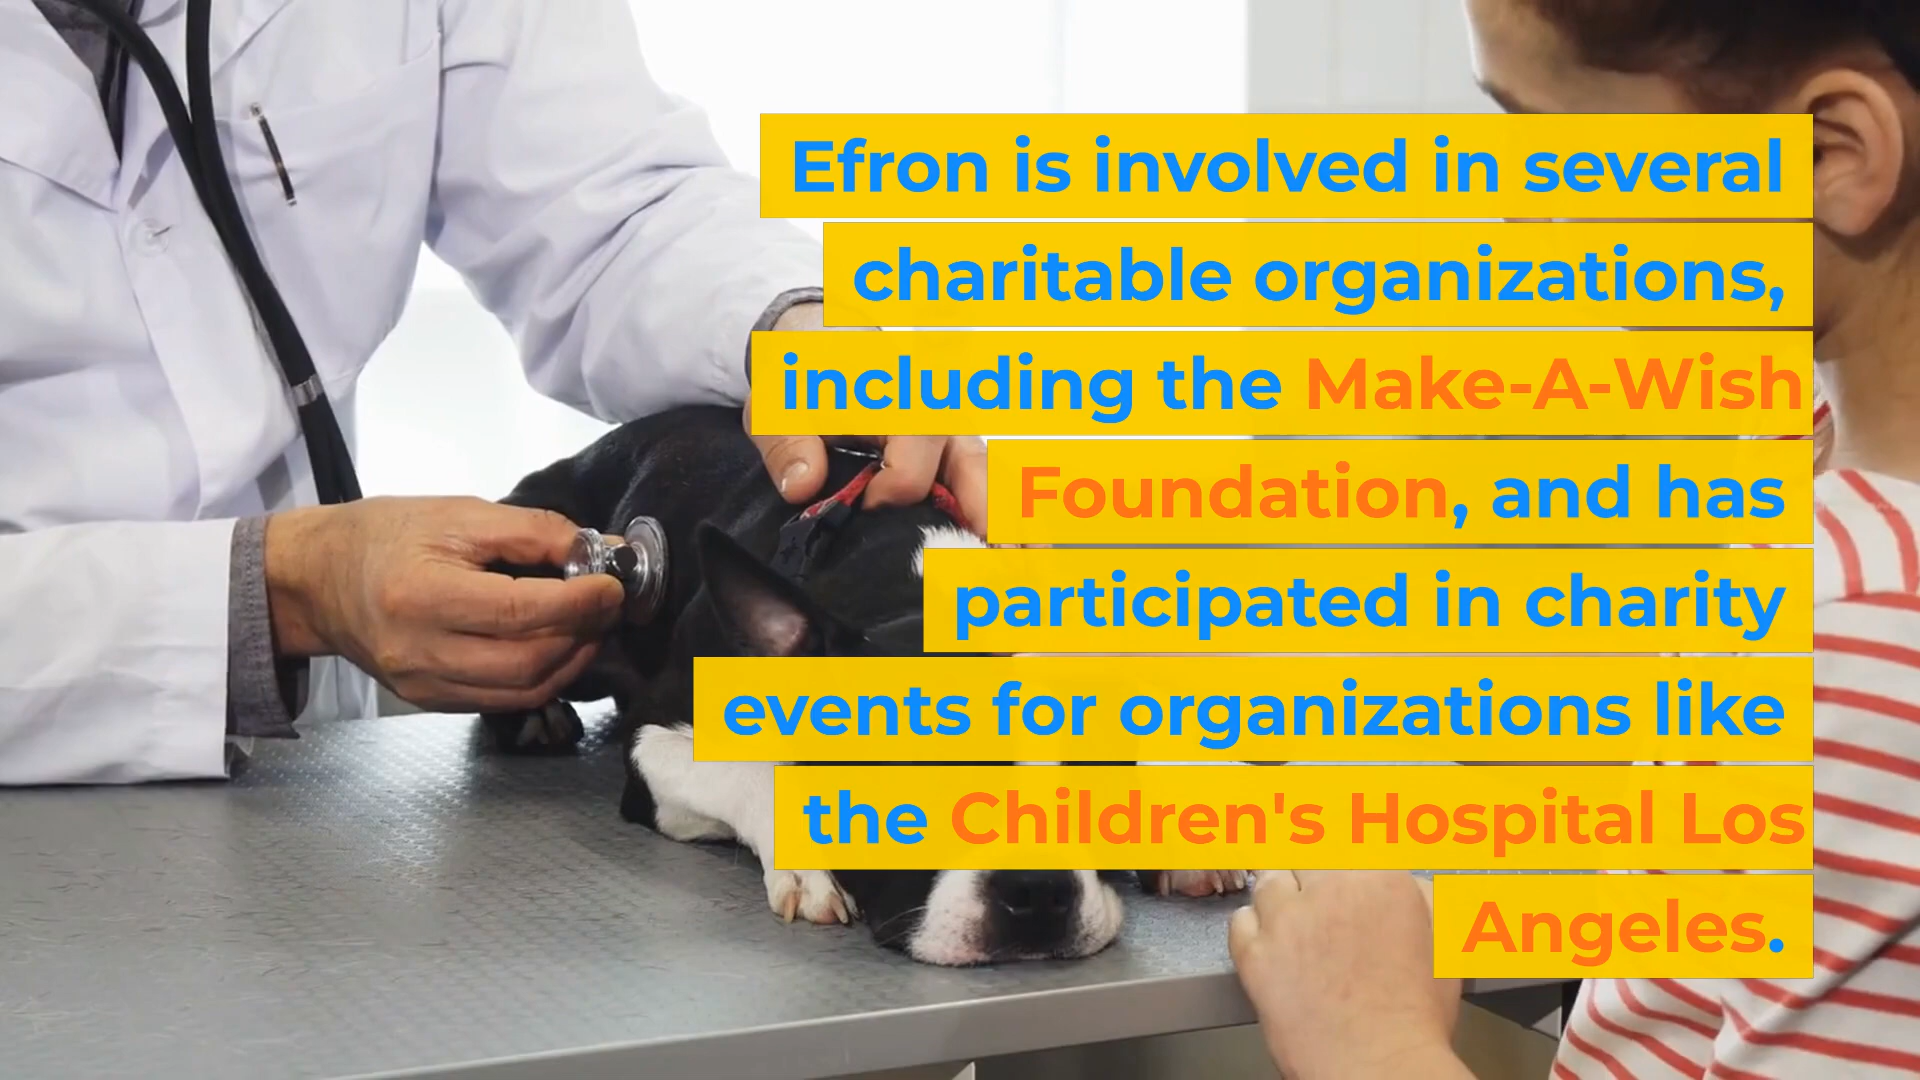 Efron is involved in several
charitable organizations,
including the Make-A-Wish
Foundation, and has
participated in charity
events for organizations like
the Children's Hospital Los
Angeles.